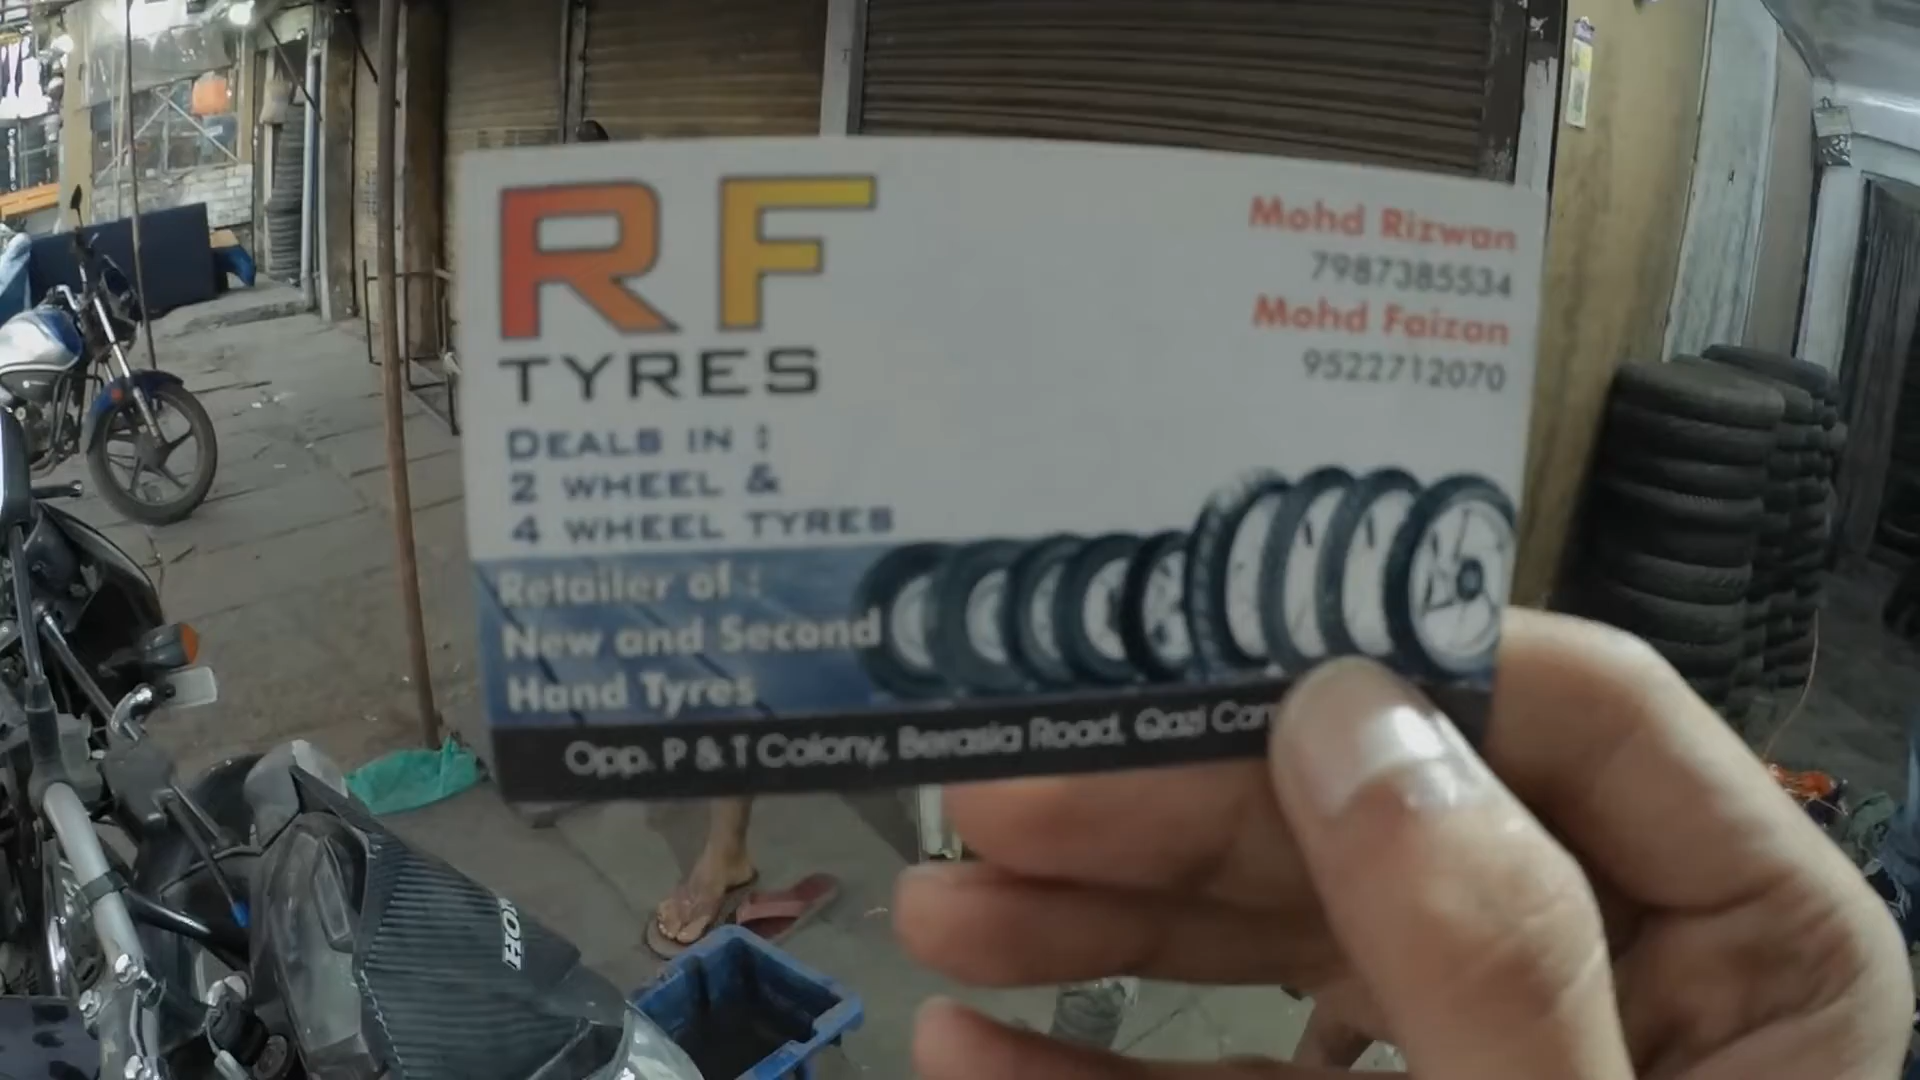 RF
TYRES
DEALS IN :
2 WHEEL &
4 WHEEL TYRES
Retailer of :
New and Second
Hand Tyres
Mohd Rizwan
7987385534
Mohd Faizan
9522712070
Opp. P & T Colony, Berasia Road, Qazi